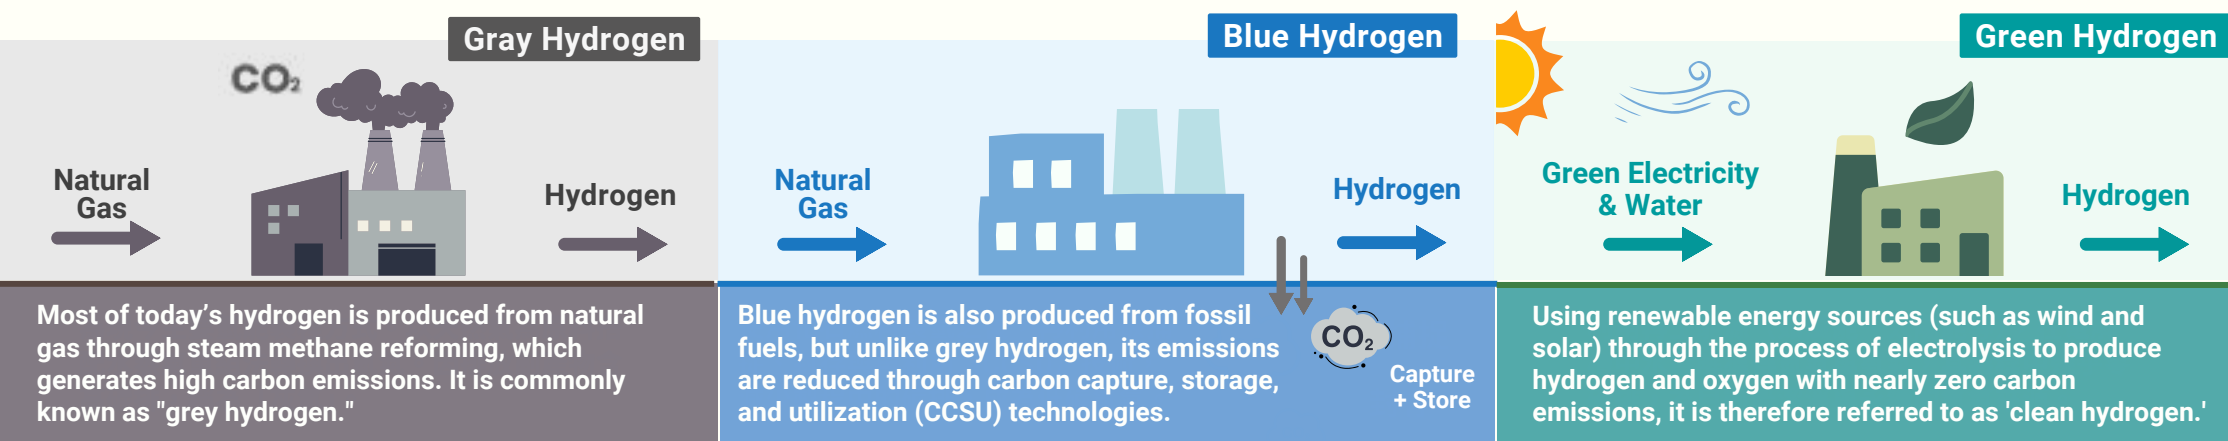 Gray Hydrogen
CO₂
Natural
Gas
Hydrogen
Most of today’s hydrogen is produced from natural
gas through steam methane reforming, which
generates high carbon emissions. It is commonly
known as "grey hydrogen."
Blue Hydrogen
Natural
Gas
Hydrogen
Blue hydrogen is also produced from fossil
fuels, but unlike grey hydrogen, its emissions
are reduced through carbon capture, storage,
and utilization (CCSU) technologies.
CO₂
Capture
+ Store
Green Hydrogen
Green Electricity
& Water
Hydrogen
Using renewable energy sources (such as wind and
solar) through the process of electrolysis to produce
hydrogen and oxygen with nearly zero carbon
emissions, it is therefore referred to as 'clean hydrogen.'